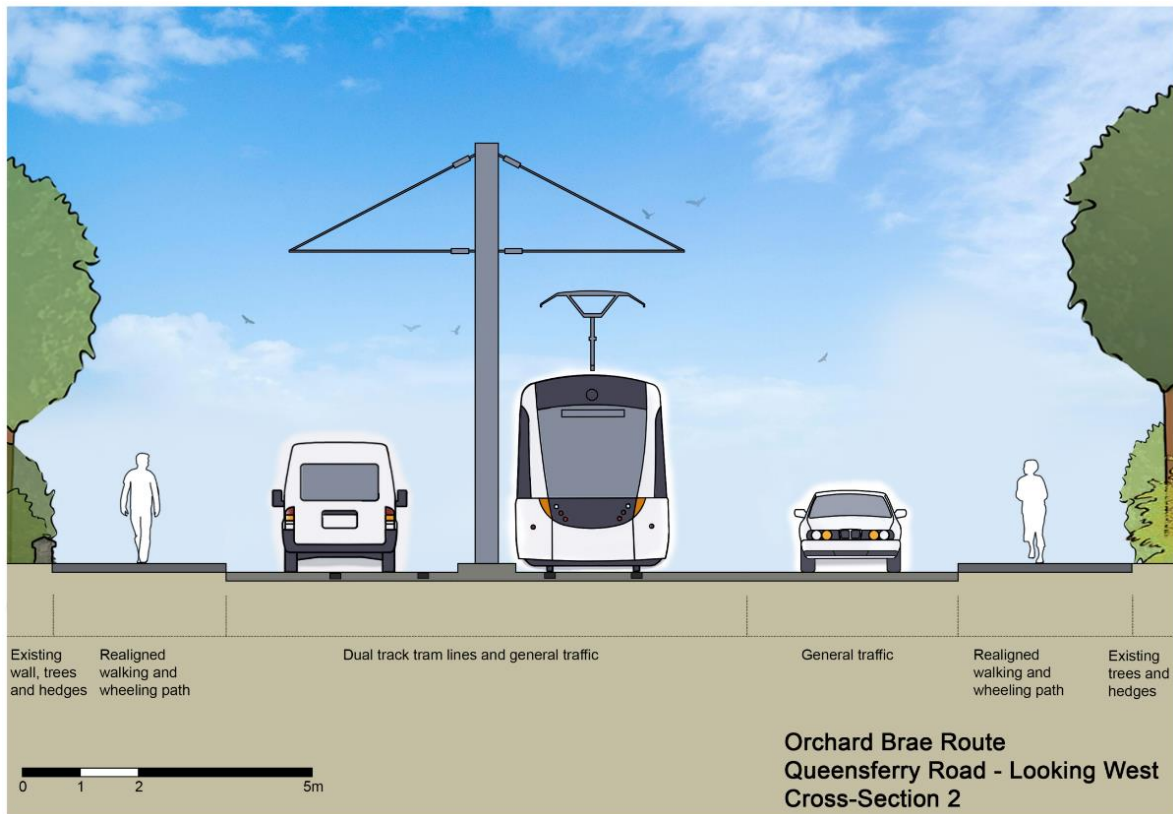 Existing
wall, trees
and hedges
Realigned
walking and
wheeling path
Dual track tram lines and general traffic
General traffic
Realigned
walking and
wheeling path
Existing
trees and
hedges
0 1 2 5m
Orchard Brae Route
Queensferry Road - Looking West
Cross-Section 2